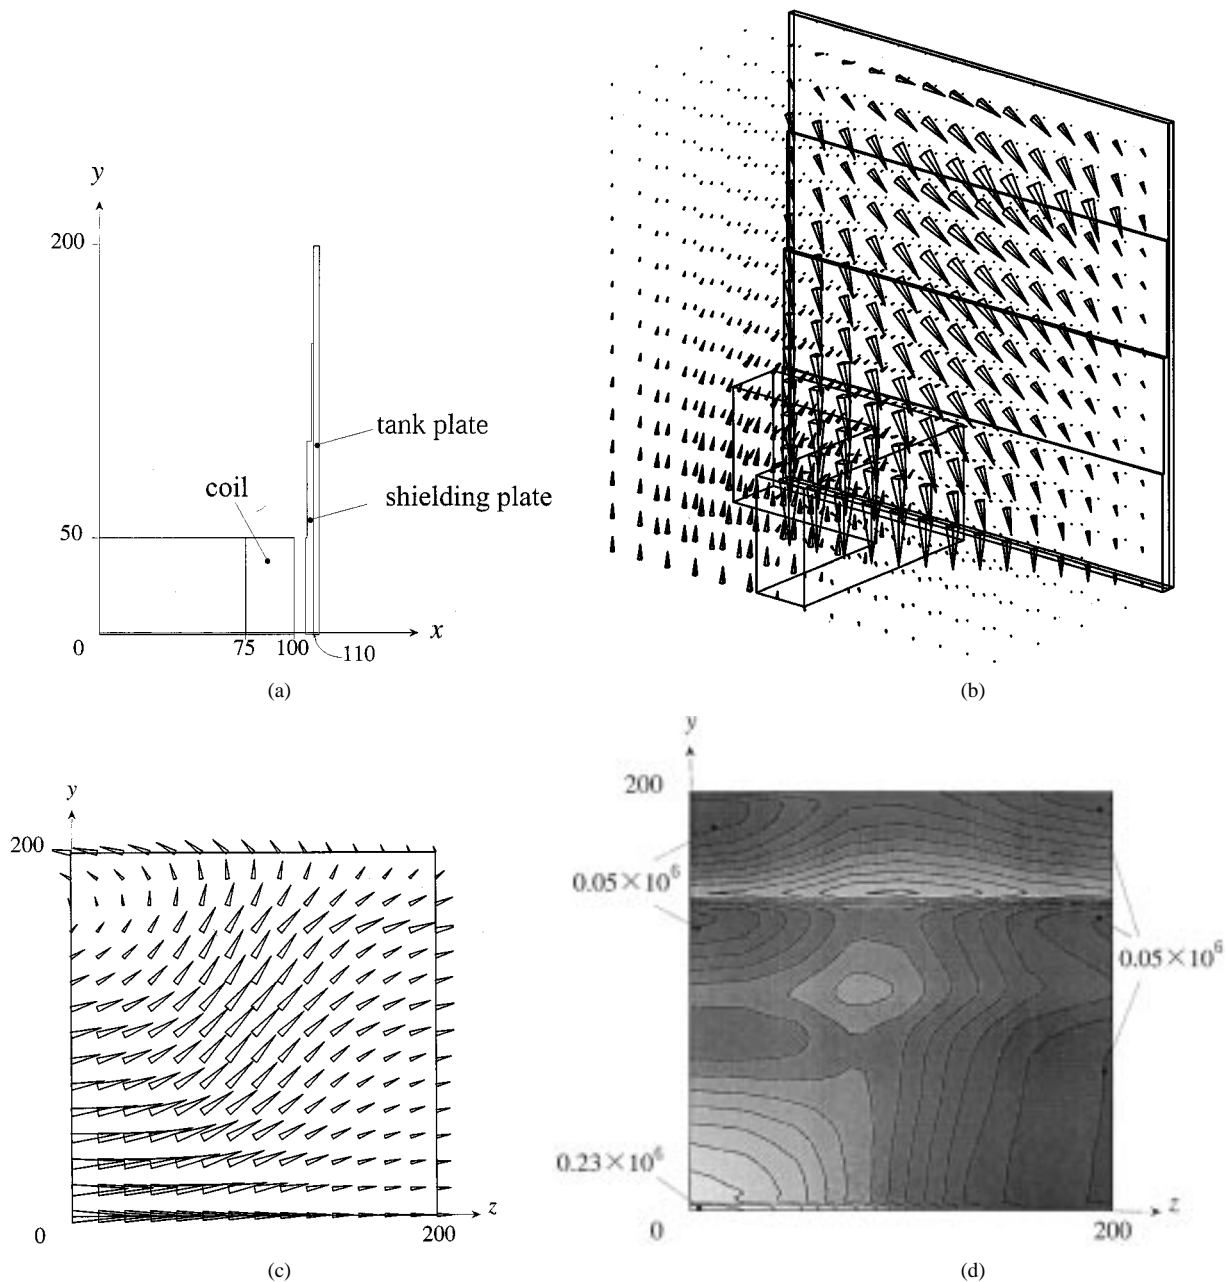 y
200
tank plate
coil
shielding plate
50
0
75
100
110
x
(a)
(b)
y
200
0
200
z
(c)
y
200
0.05×10⁶
0.05×10⁶
0.23×10⁶
0
200
z
(d)